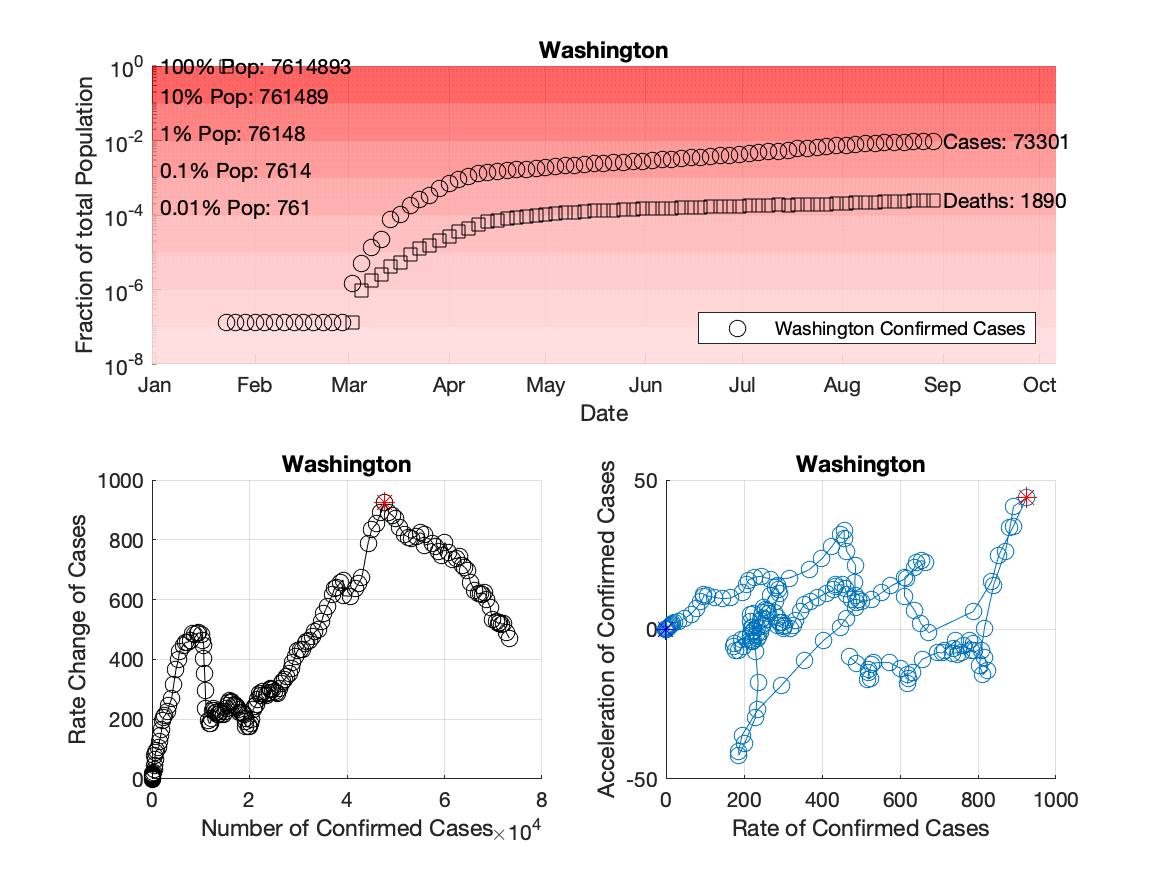 Washington
10^0
10^-2
10^-4
10^-6
10^-8
Fraction of total Population
100% Pop: 7614893
10% Pop: 761489
1% Pop: 76148
0.1% Pop: 7614
0.01% Pop: 761
Cases: 73301
Deaths: 1890
Washington Confirmed Cases
Jan Feb Mar Apr May Jun Jul Aug Sep Oct
Date
Washington
1000
800
600
400
200
0
Rate Change of Cases
0 2 4 6 8
Number of Confirmed Cases ×10^4
Washington
50
0
-50
Acceleration of Confirmed Cases
0 200 400 600 800 1000
Rate of Confirmed Cases